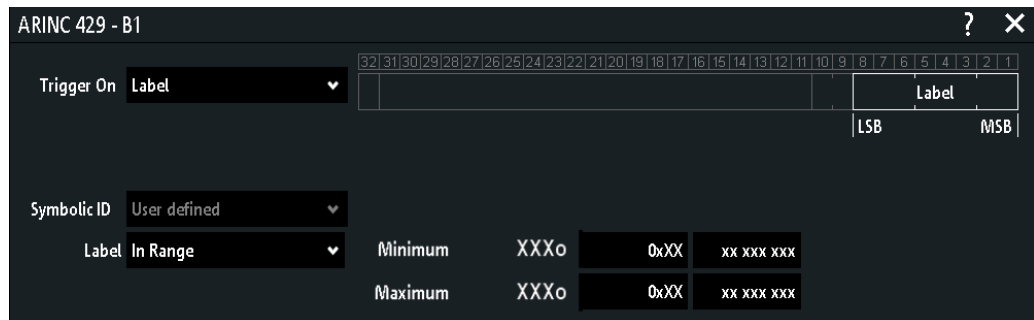 ARINC 429 - B1 ? ✕
32 31 30 29 28 27 26 25 24 23 22 21 20 19 18 17 16 15 14 13 12 11 10 9 8 7 6 5 4 3 2 1
Trigger On Label Label
LSB MSB
Symbolic ID User defined
Label In Range Minimum XXXo 0xXX xx xxx xxx
Maximum XXXo 0xXX xx xxx xxx